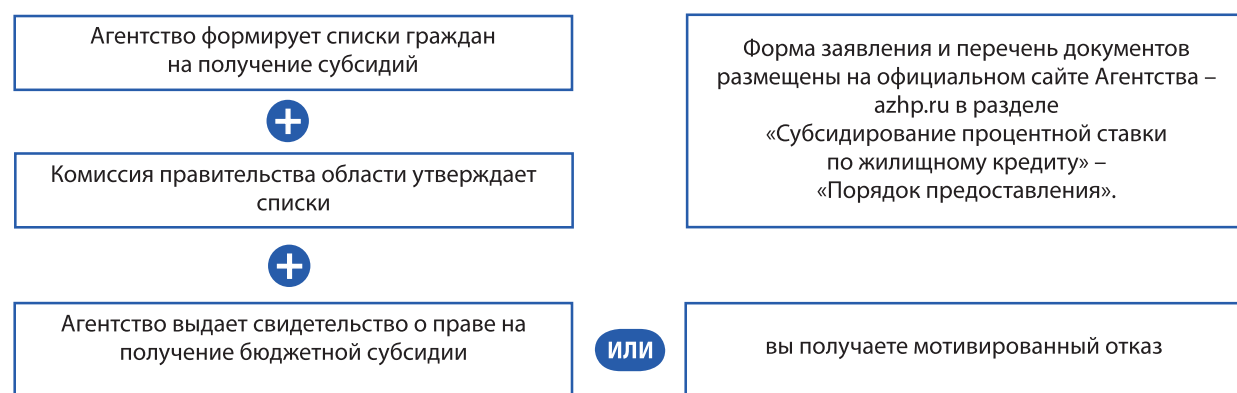 Агентство формирует списки граждан
на получение субсидий
Комиссия правительства области утверждает
списки
Агентство выдает свидетельство о праве на
получение бюджетной субсидии
ИЛИ
вы получаете мотивированный отказ
Форма заявления и перечень документов
размещены на официальном сайте Агентства –
azhp.ru в разделе
«Субсидирование процентной ставки
по жилищному кредиту» –
«Порядок предоставления».